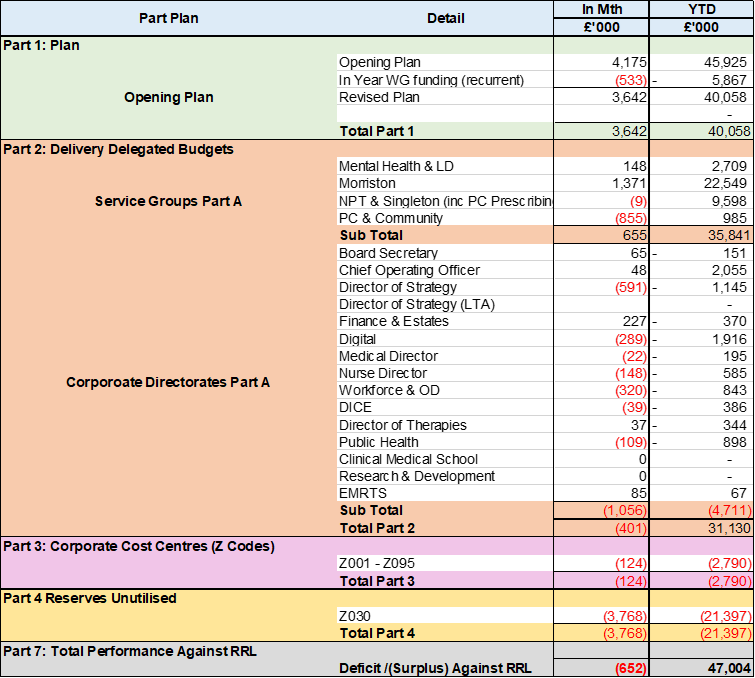 Part Plan Detail In Mth YTD
£'000 £'000
Part 1: Plan
Opening Plan 4,175 45,925
In Year WG funding (recurrent) (533) - 5,867
Opening Plan Revised Plan 3,642 40,058
-
Total Part 1 3,642 40,058
Part 2: Delivery Delegated Budgets
Mental Health & LD 148 2,709
Morriston 1,371 22,549
Service Groups Part A NPT & Singleton (inc PC Prescribin (9) 9,598
PC & Community (855) 985
Sub Total 655 35,841
Board Secretary 65 - 151
Chief Operating Officer 48 2,055
Director of Strategy (591) - 1,145
Director of Strategy (LTA) -
Finance & Estates 227 - 370
Digital (289) - 1,916
Medical Director (22) - 195
Nurse Director (148) - 585
Corporoate Directorates Part A Workforce & OD (320) - 843
DICE (39) - 386
Director of Therapies 37 - 344
Public Health (109) - 898
Clinical Medical School 0 -
Research & Development 0 -
EMRTS 85 67
Sub Total (1,056) (4,711)
Total Part 2 (401) 31,130
Part 3: Corporate Cost Centres (Z Codes)
Z001 - Z095 (124) (2,790)
Total Part 3 (124) (2,790)
Part 4 Reserves Unutilised
Z030 (3,768) (21,397)
Total Part 4 (3,768) (21,397)
Part 7: Total Performance Against RRL
Deficit /(Surplus) Against RRL (652) 47,004